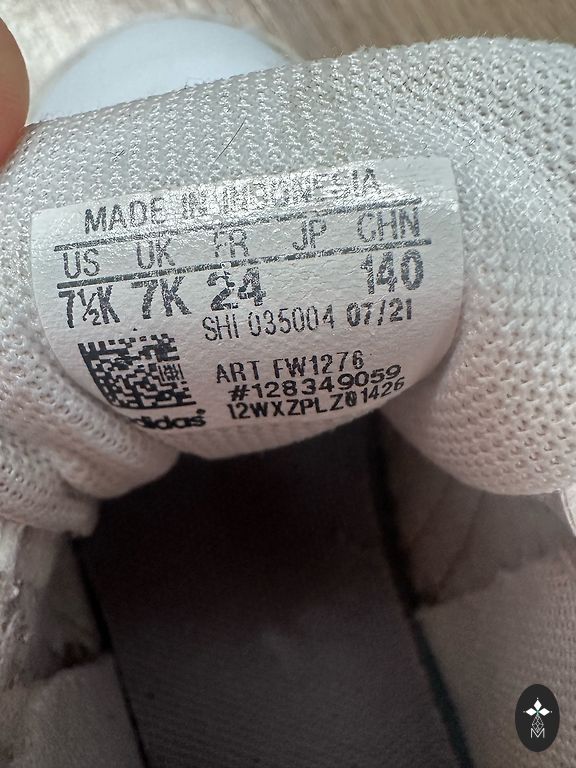 MADE IN INDONESIA
US UK FR JP CHN
7½K 7K 24 140
SHI 035004 07/21
ART FW1276
#128349059
12WXZPLZ01426
adidas
M